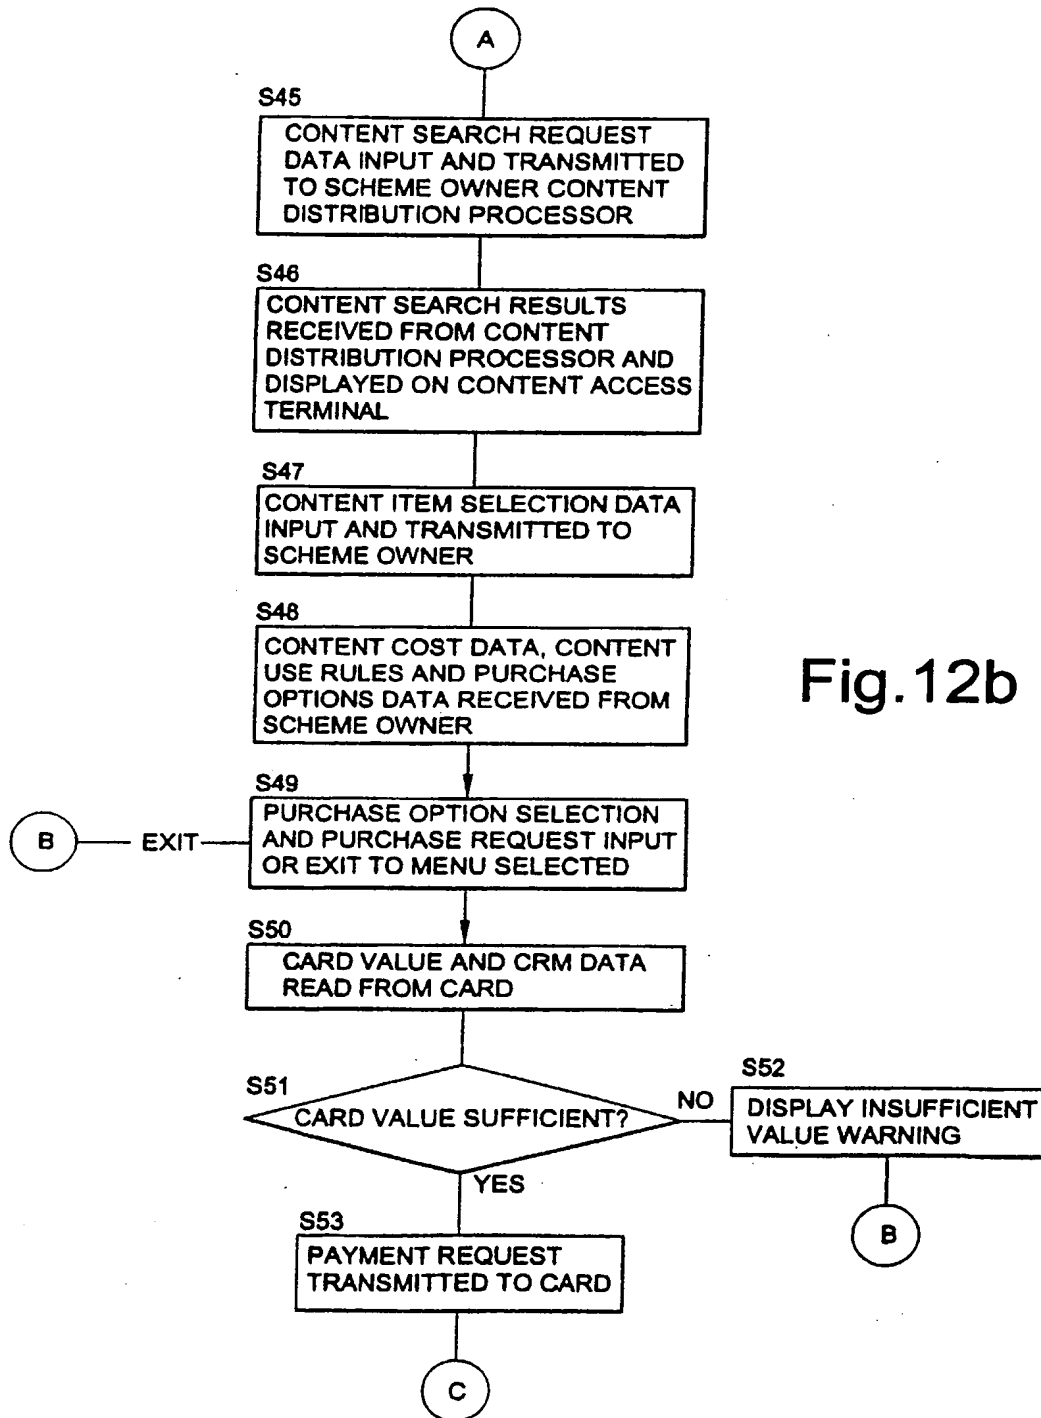 A
S45
CONTENT SEARCH REQUEST
DATA INPUT AND TRANSMITTED
TO SCHEME OWNER CONTENT
DISTRIBUTION PROCESSOR
S46
CONTENT SEARCH RESULTS
RECEIVED FROM CONTENT
DISTRIBUTION PROCESSOR AND
DISPLAYED ON CONTENT ACCESS
TERMINAL
S47
CONTENT ITEM SELECTION DATA
INPUT AND TRANSMITTED TO
SCHEME OWNER
S48
CONTENT COST DATA, CONTENT
USE RULES AND PURCHASE
OPTIONS DATA RECEIVED FROM
SCHEME OWNER
Fig.12b
S49
PURCHASE OPTION SELECTION
AND PURCHASE REQUEST INPUT
OR EXIT TO MENU SELECTED
B
EXIT
S50
CARD VALUE AND CRM DATA
READ FROM CARD
S51
CARD VALUE SUFFICIENT?
NO
S52
DISPLAY INSUFFICIENT
VALUE WARNING
YES
B
S53
PAYMENT REQUEST
TRANSMITTED TO CARD
C